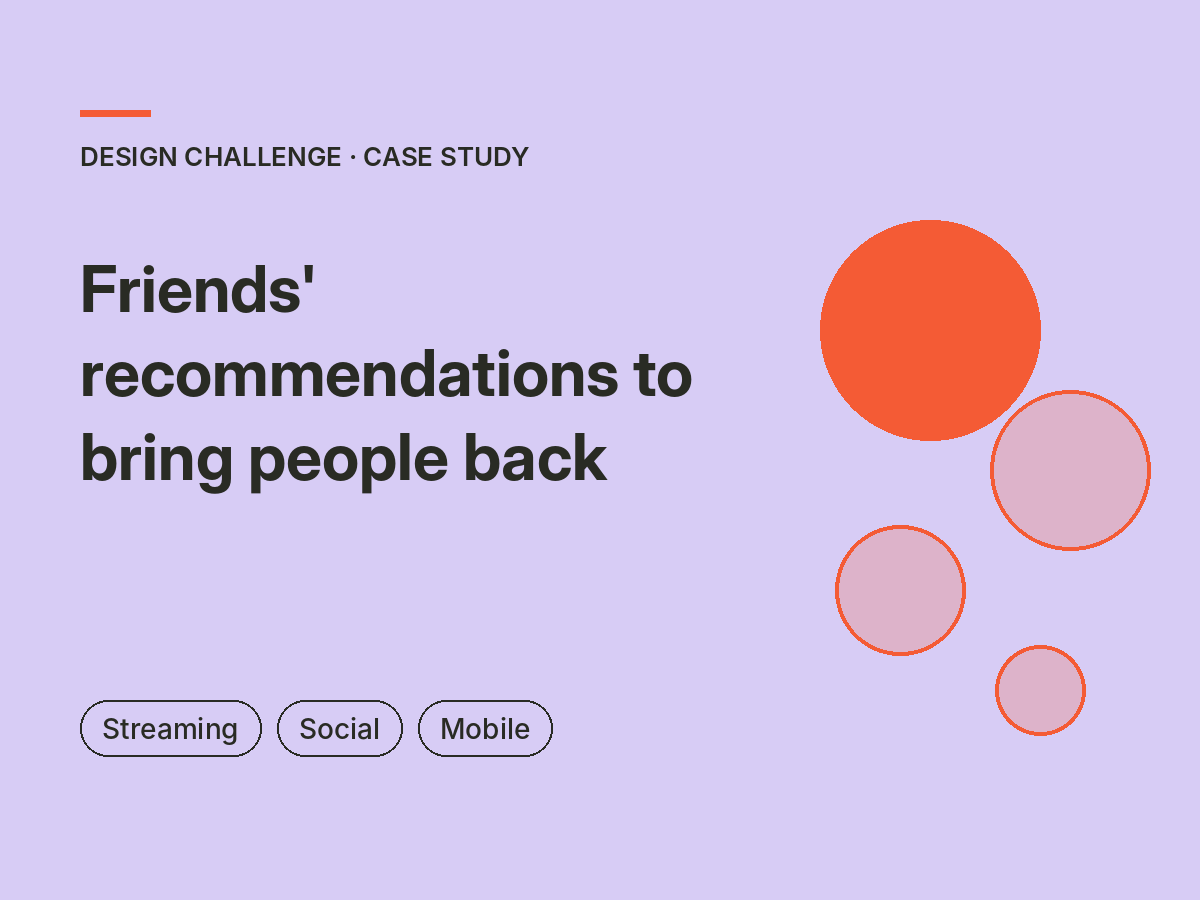 DESIGN CHALLENGE · CASE STUDY
Friends'
recommendations to
bring people back
Streaming
Social
Mobile